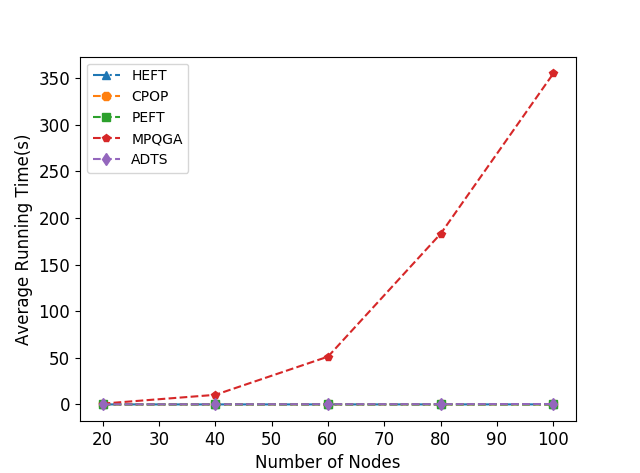 HEFT
CPOP
PEFT
MPQGA
ADTS
Average Running Time(s)
350
300
250
200
150
100
50
0
20 30 40 50 60 70 80 90 100
Number of Nodes